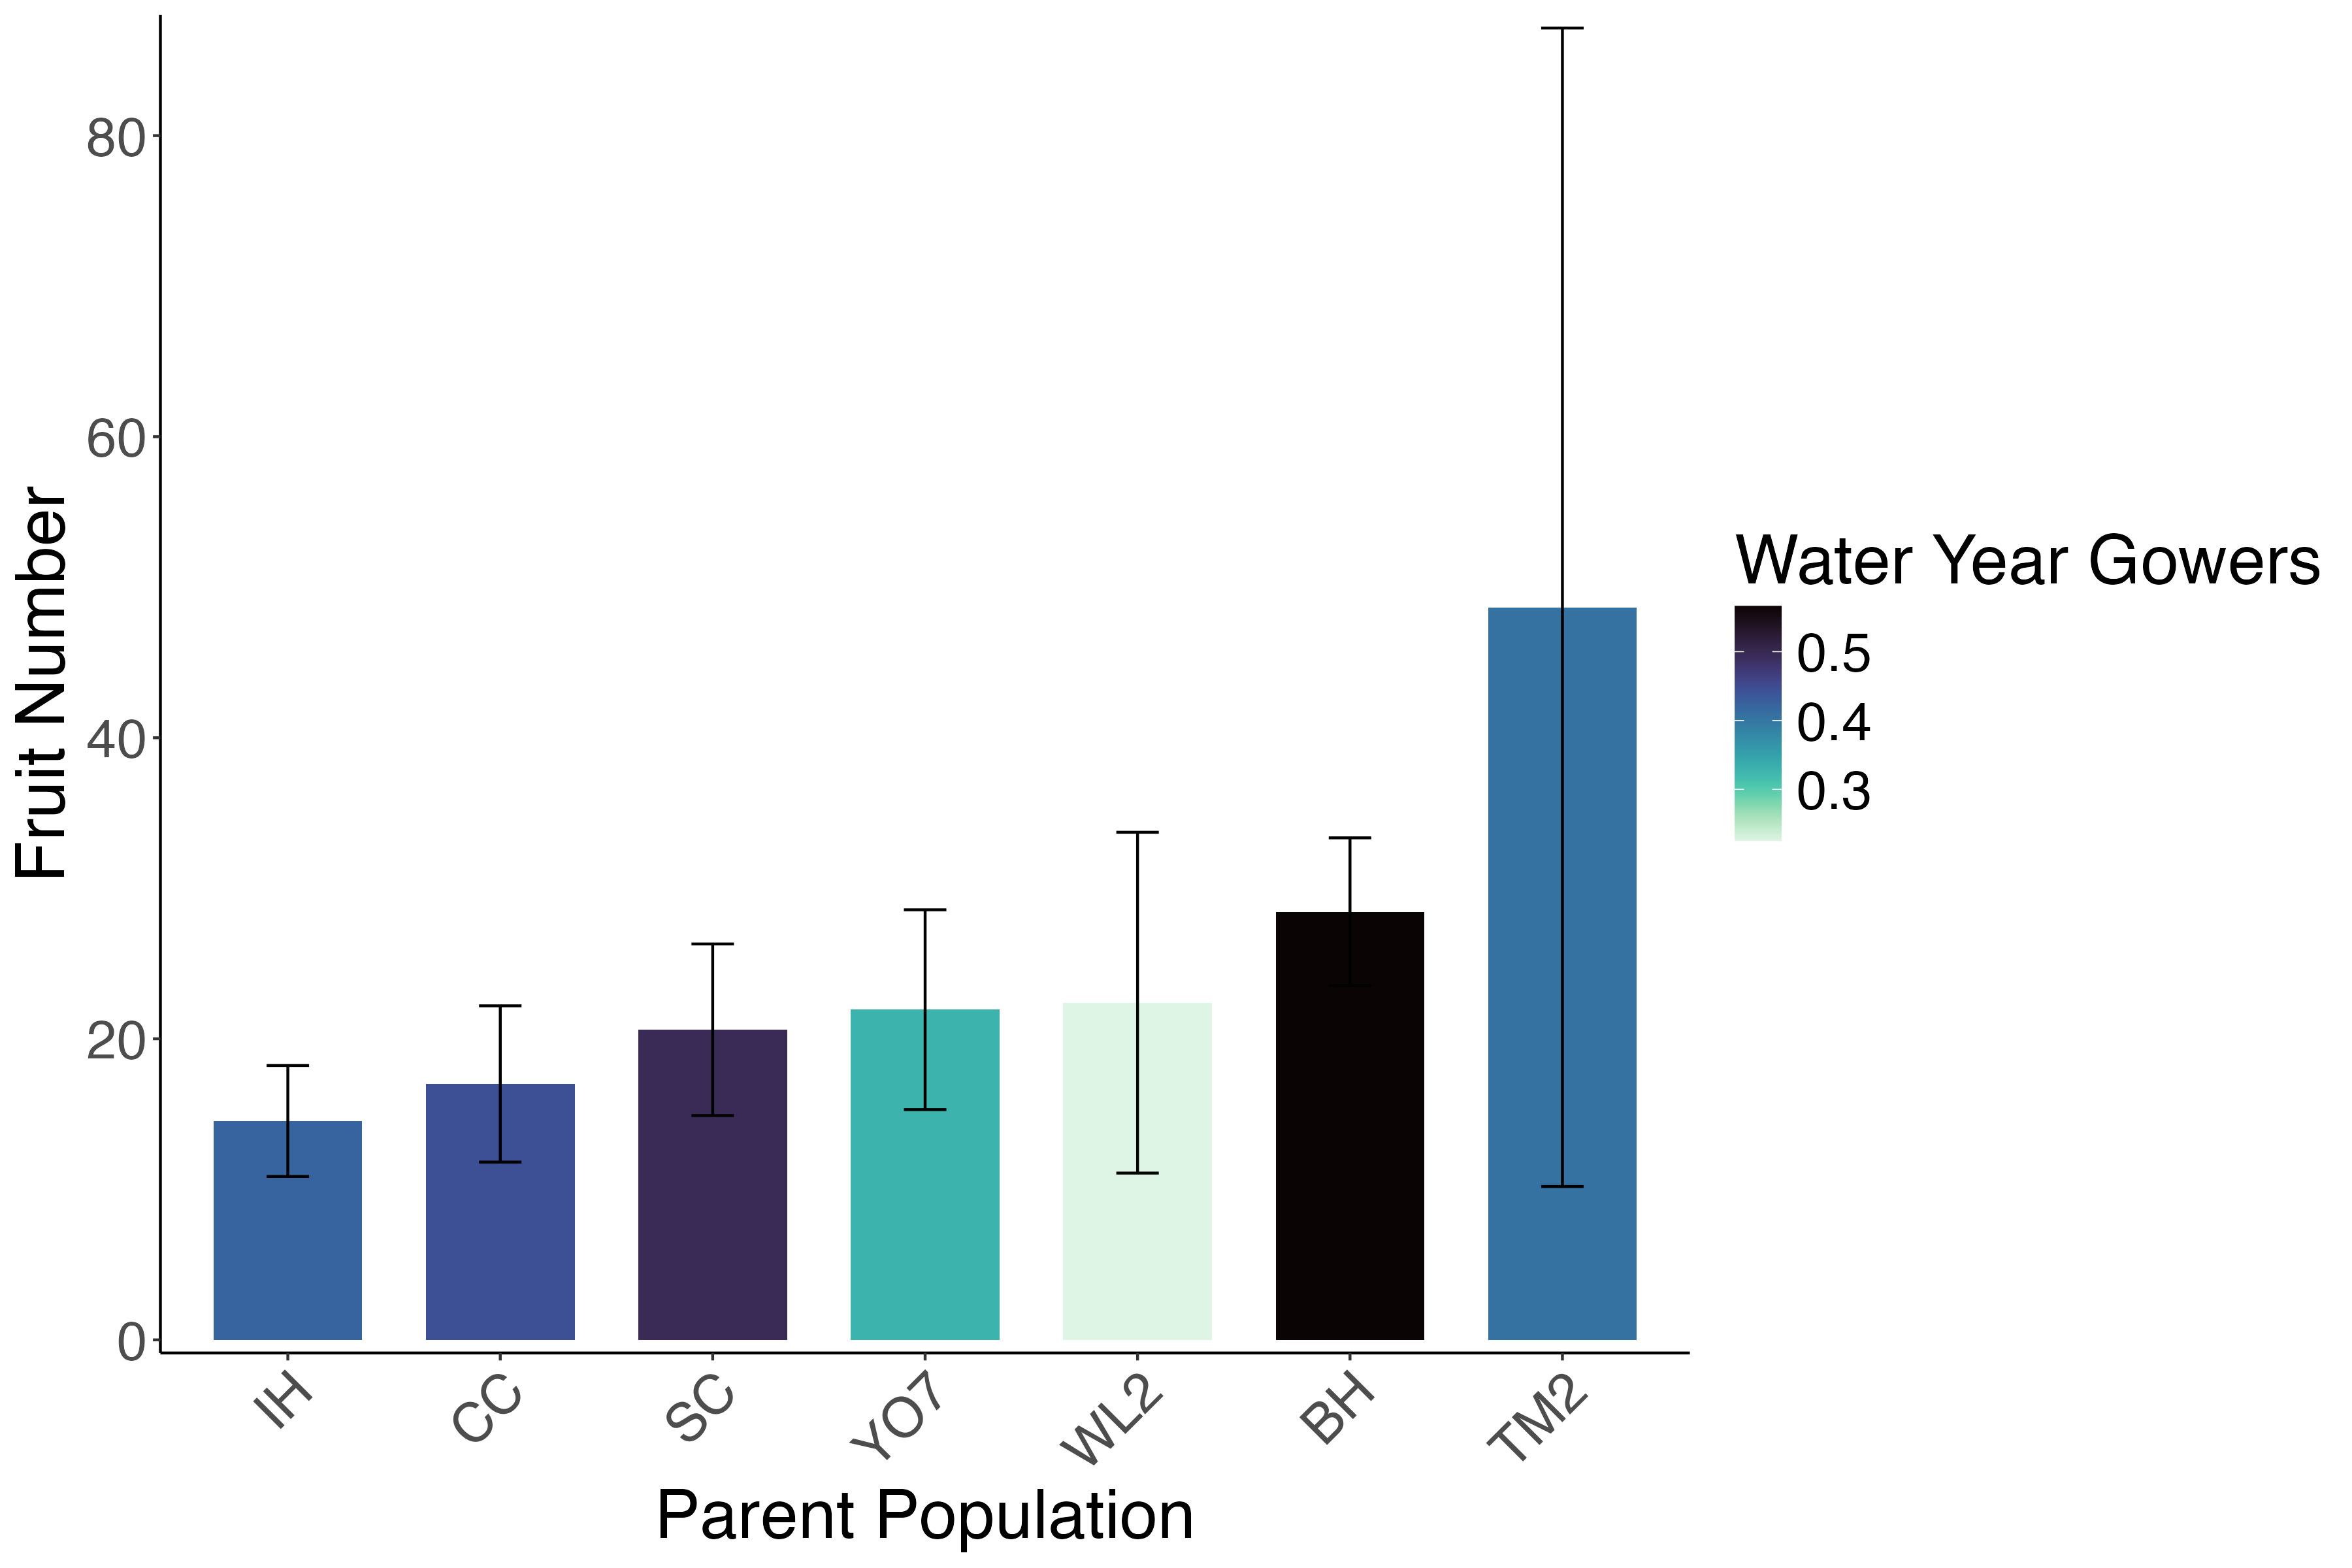 Fruit Number
80
60
40
20
0
IH
CC
SC
YO7
WL2
BH
TM2
Parent Population
Water Year Gowers
0.5
0.4
0.3